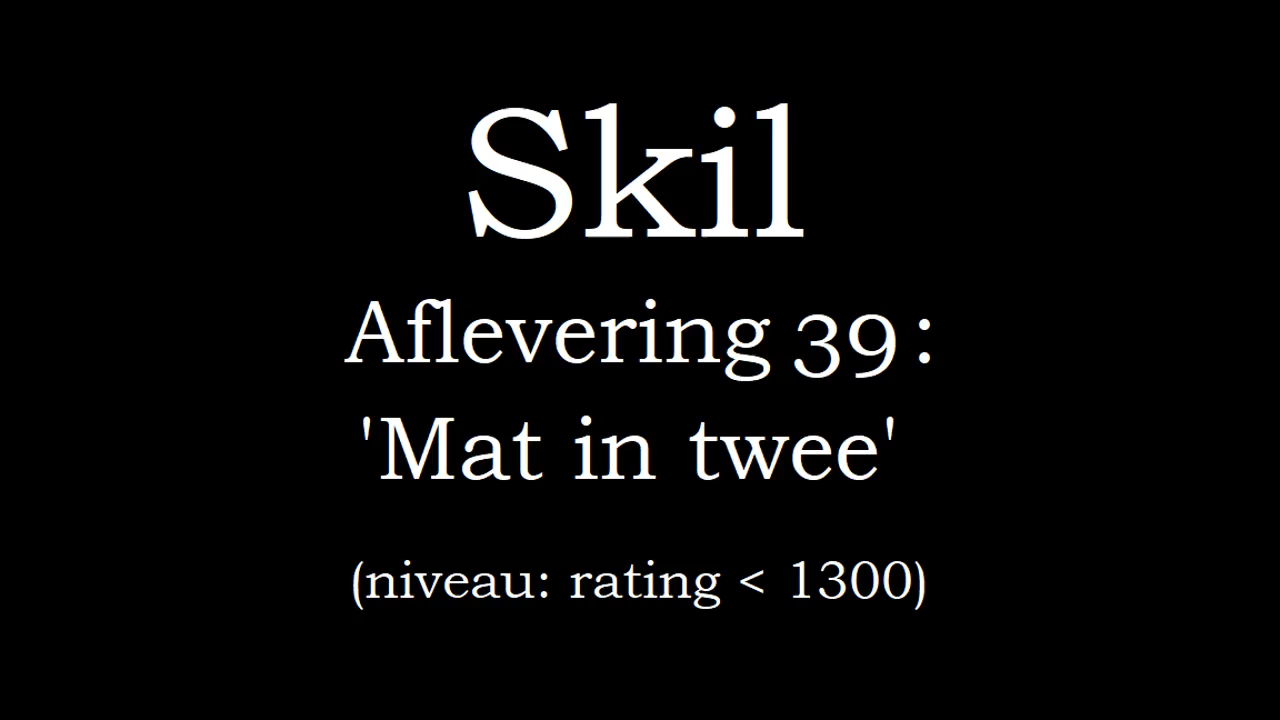 Skil
Aflevering 39:
'Mat in twee'
(niveau: rating < 1300)